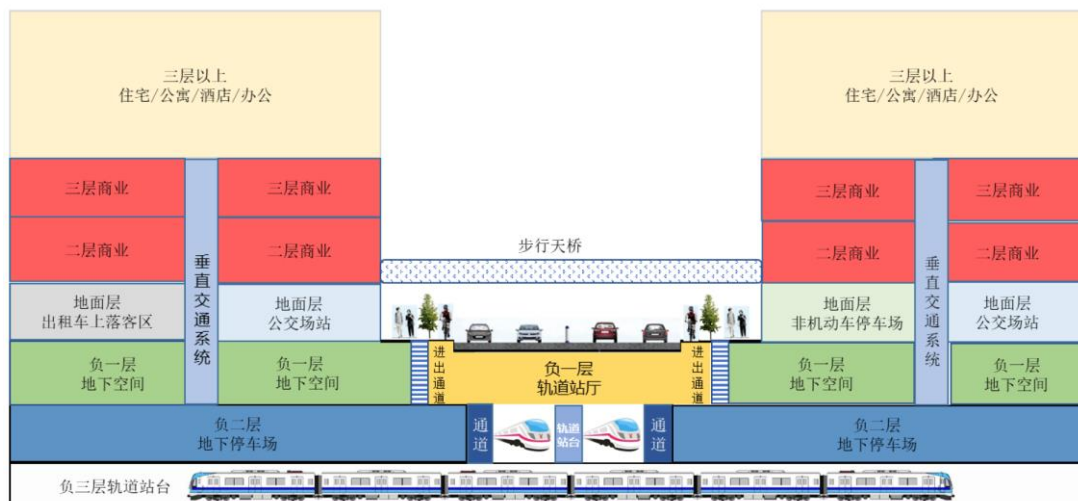 三层以上
住宅/公寓/酒店/办公
三层以上
住宅/公寓/酒店/办公
三层商业
三层商业
三层商业
三层商业
二层商业
二层商业
步行天桥
二层商业
二层商业
垂直交通系统
垂直交通系统
地面层
出租车上落客区
地面层
公交场站
地面层
非机动车停车场
地面层
公交场站
负一层
地下空间
负一层
地下空间
进出通道
负一层
轨道站厅
进出通道
负一层
地下空间
负一层
地下空间
负二层
地下停车场
通道
轨道
站台
通道
负二层
地下停车场
负三层轨道站台